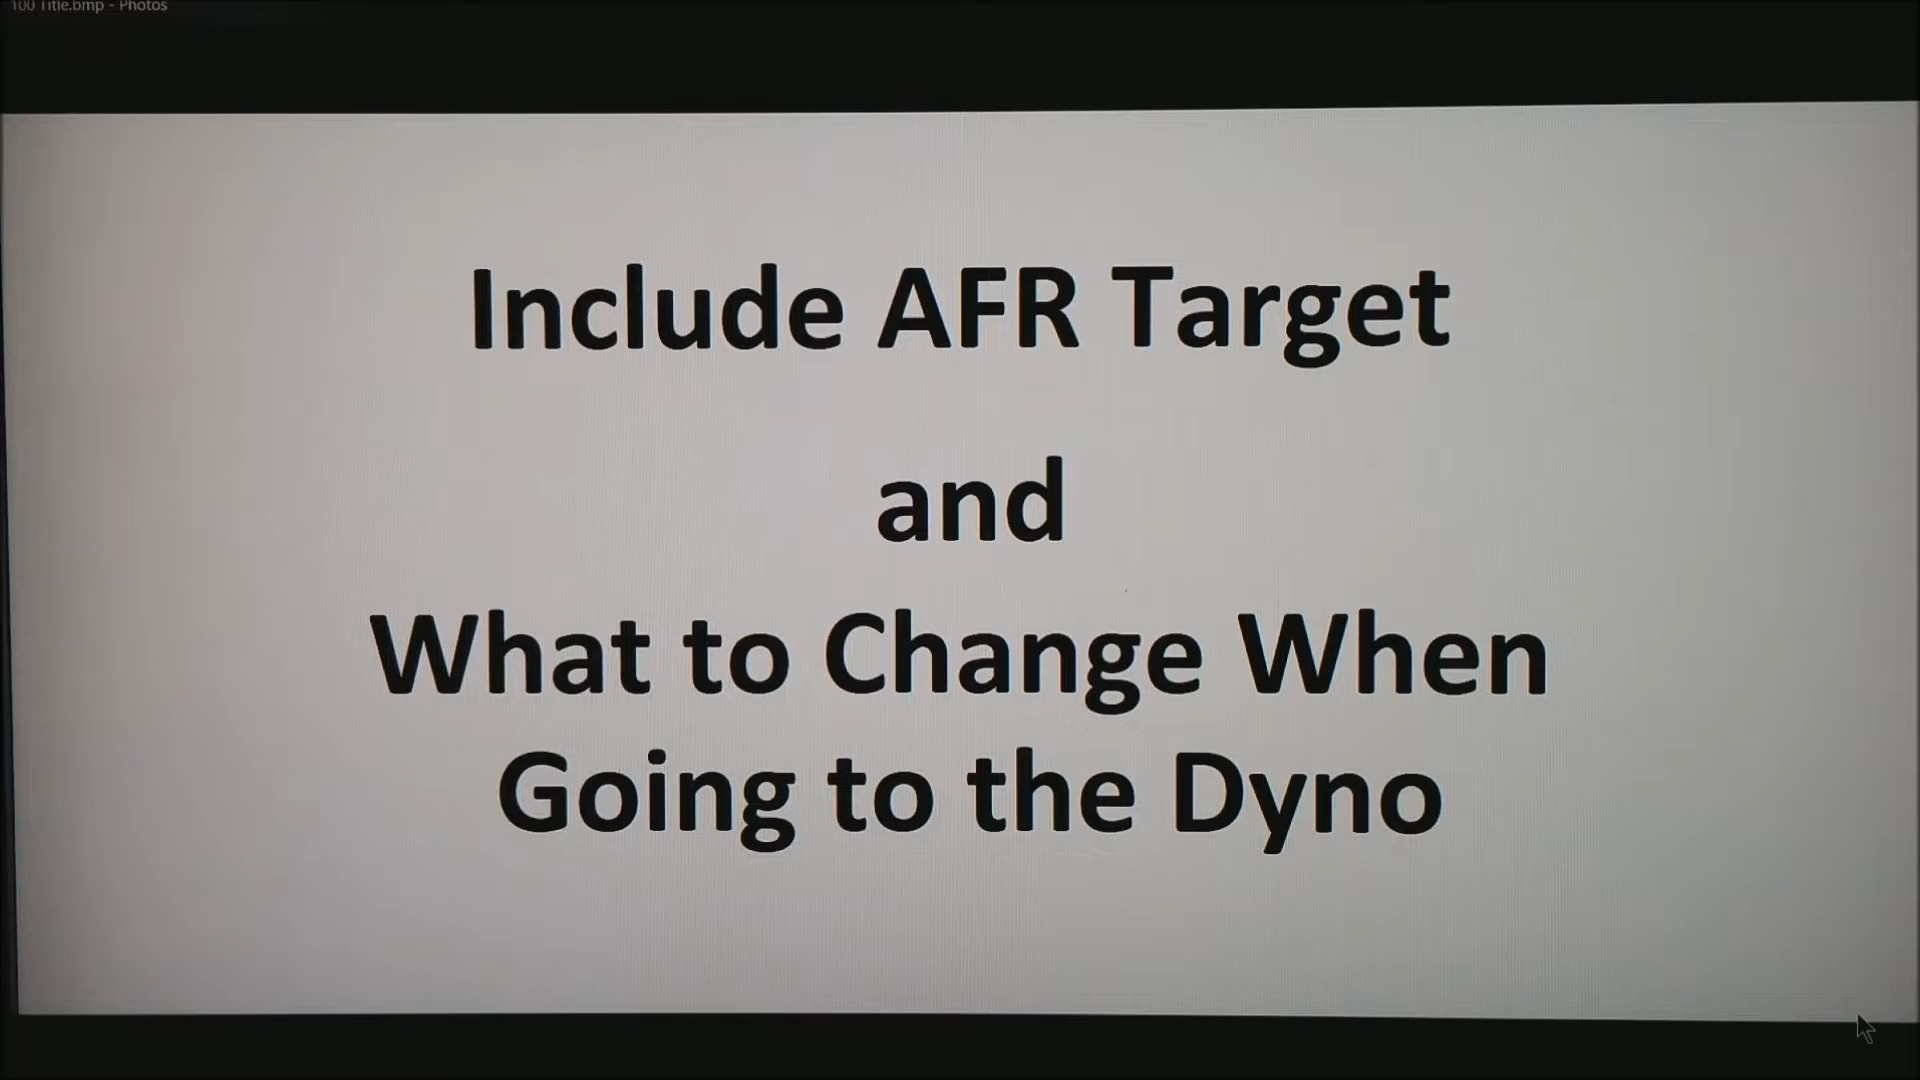 100 Title.bmp - Photos
Include AFR Target
and
What to Change When
Going to the Dyno